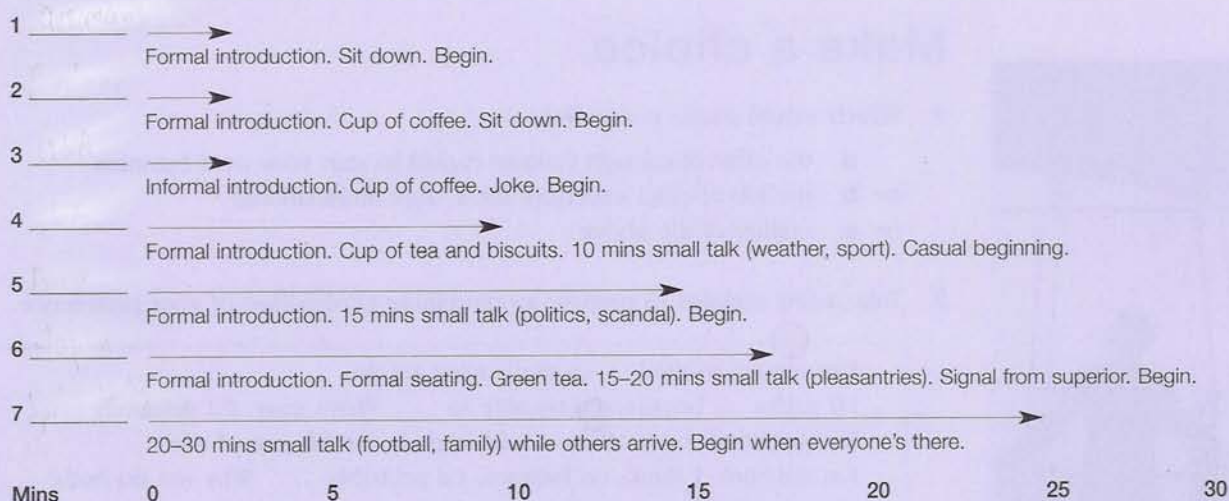 1
Formal introduction. Sit down. Begin.
2
Formal introduction. Cup of coffee. Sit down. Begin.
3
Informal introduction. Cup of coffee. Joke. Begin.
4
Formal introduction. Cup of tea and biscuits. 10 mins small talk (weather, sport). Casual beginning.
5
Formal introduction. 15 mins small talk (politics, scandal). Begin.
6
Formal introduction. Formal seating. Green tea. 15–20 mins small talk (pleasantries). Signal from superior. Begin.
7
20–30 mins small talk (football, family) while others arrive. Begin when everyone's there.
Mins 0 5 10 15 20 25 30